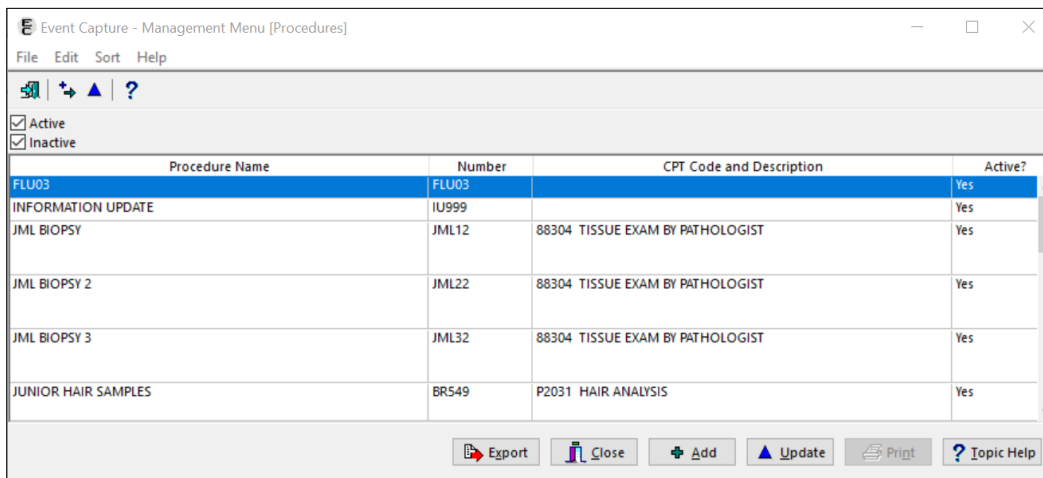 Event Capture - Management Menu [Procedures]
File Edit Sort Help
Active
Inactive
Procedure Name Number CPT Code and Description Active?
FLU03 FLU03 Yes
INFORMATION UPDATE IU999 Yes
JML BIOPSY JML12 88304 TISSUE EXAM BY PATHOLOGIST Yes
JML BIOPSY 2 JML22 88304 TISSUE EXAM BY PATHOLOGIST Yes
JML BIOPSY 3 JML32 88304 TISSUE EXAM BY PATHOLOGIST Yes
JUNIOR HAIR SAMPLES BR549 P2031 HAIR ANALYSIS Yes
Export Close Add Update Print Topic Help